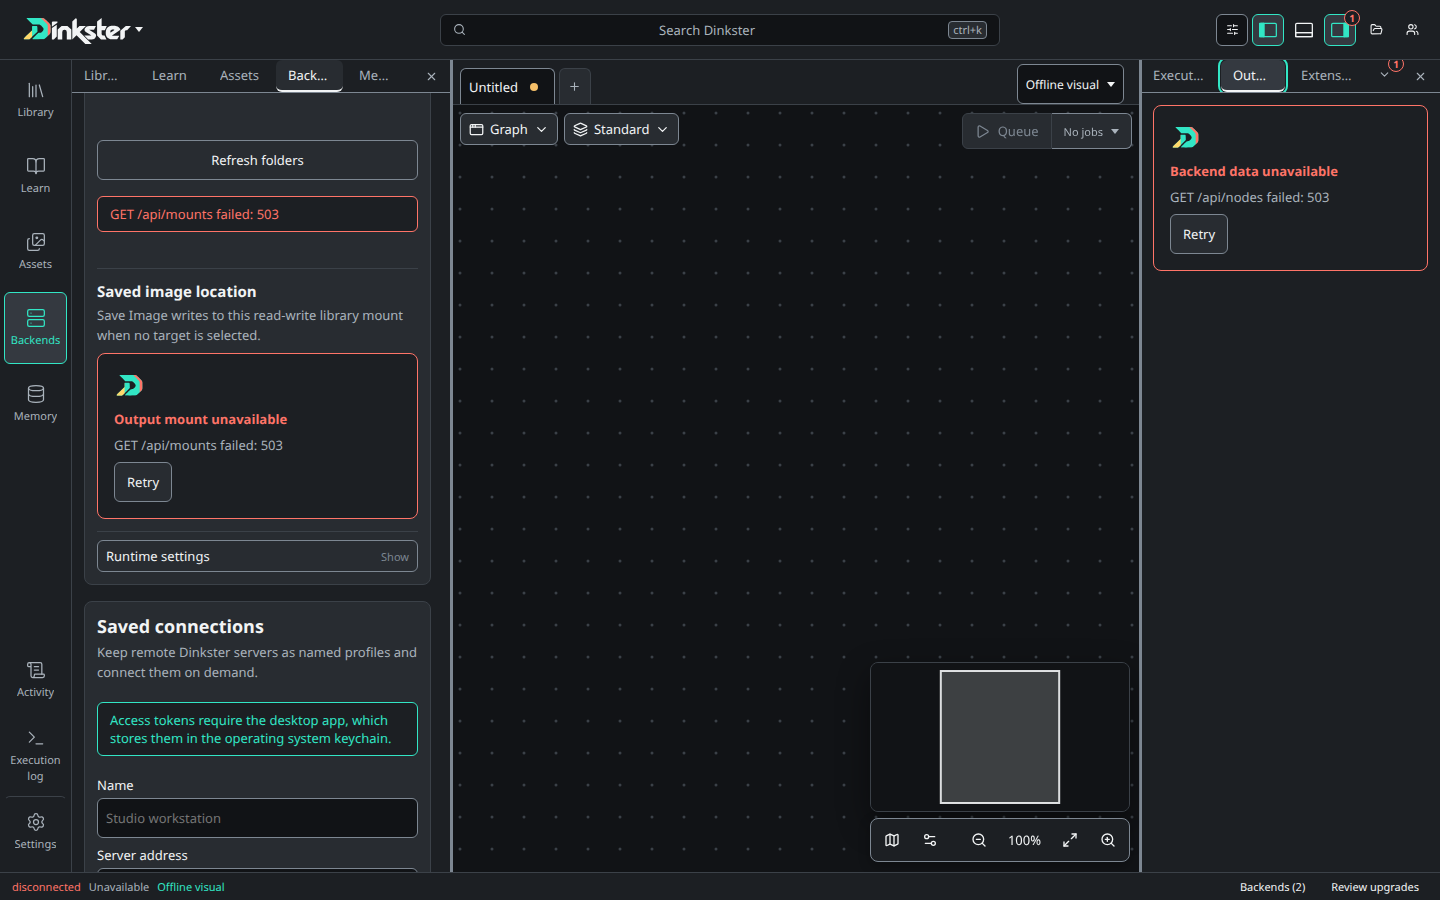 Dinkster
Search Dinkster
ctrl+k
1
Library
Learn
Assets
Backends
Memory
Activity
Execution
log
Settings
Libr...
Learn
Assets
Back...
Me...
Refresh folders
GET /api/mounts failed: 503
Saved image location
Save Image writes to this read-write library mount
when no target is selected.
Output mount unavailable
GET /api/mounts failed: 503
Retry
Runtime settings
Show
Saved connections
Keep remote Dinkster servers as named profiles and
connect them on demand.
Access tokens require the desktop app, which
stores them in the operating system keychain.
Name
Studio workstation
Server address
Untitled
Offline visual
Graph
Standard
Queue
No jobs
100%
Execut...
Out...
Extens...
1
Backend data unavailable
GET /api/nodes failed: 503
Retry
disconnected
Unavailable
Offline visual
Backends (2)
Review upgrades